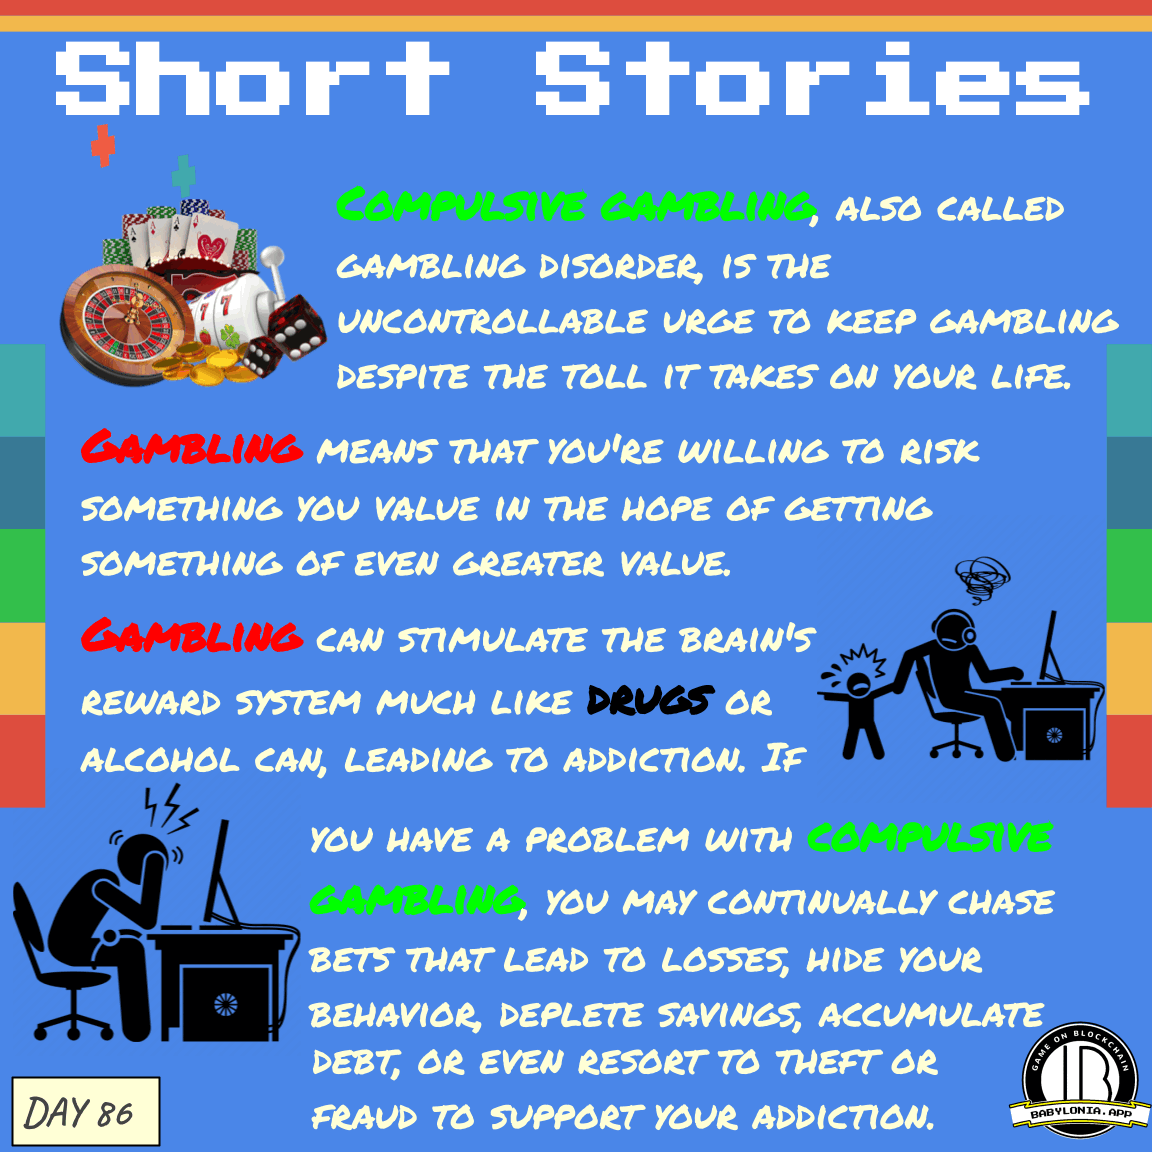 Short Stories
Compulsive gambling, also called
gambling disorder, is the
uncontrollable urge to keep gambling
despite the toll it takes on your life.
Gambling means that you're willing to risk
something you value in the hope of getting
something of even greater value.
Gambling can stimulate the brain's
reward system much like drugs or
alcohol can, leading to addiction. If
you have a problem with compulsive
gambling, you may continually chase
bets that lead to losses, hide your
behavior, deplete savings, accumulate
debt, or even resort to theft or
fraud to support your addiction.
DAY 86
GAME ON BLOCKCHAIN
BABYLONIA.APP